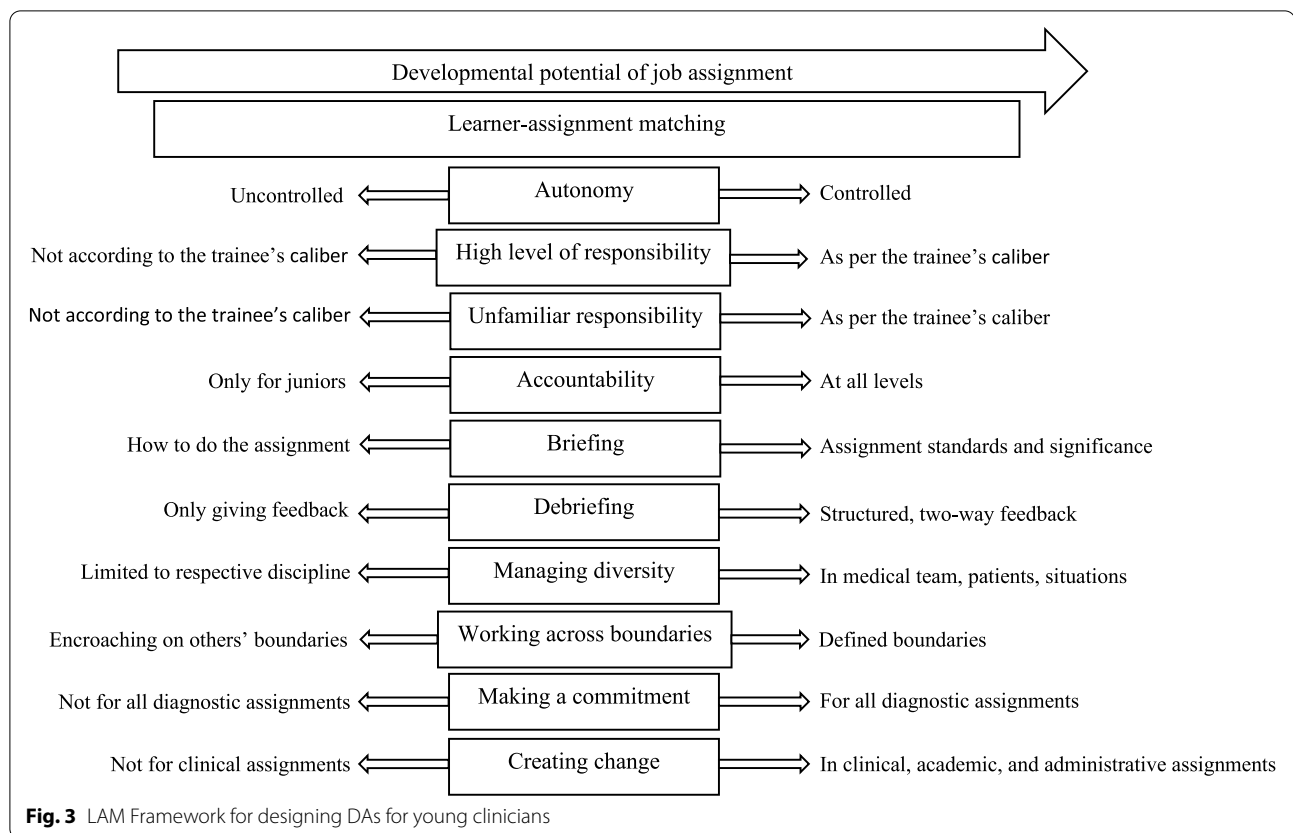 Developmental potential of job assignment
Learner-assignment matching
Uncontrolled Autonomy Controlled
Not according to the trainee's caliber High level of responsibility As per the trainee's caliber
Not according to the trainee's caliber Unfamiliar responsibility As per the trainee's caliber
Only for juniors Accountability At all levels
How to do the assignment Briefing Assignment standards and significance
Only giving feedback Debriefing Structured, two-way feedback
Limited to respective discipline Managing diversity In medical team, patients, situations
Encroaching on others' boundaries Working across boundaries Defined boundaries
Not for all diagnostic assignments Making a commitment For all diagnostic assignments
Not for clinical assignments Creating change In clinical, academic, and administrative assignments
Fig. 3 LAM Framework for designing DAs for young clinicians